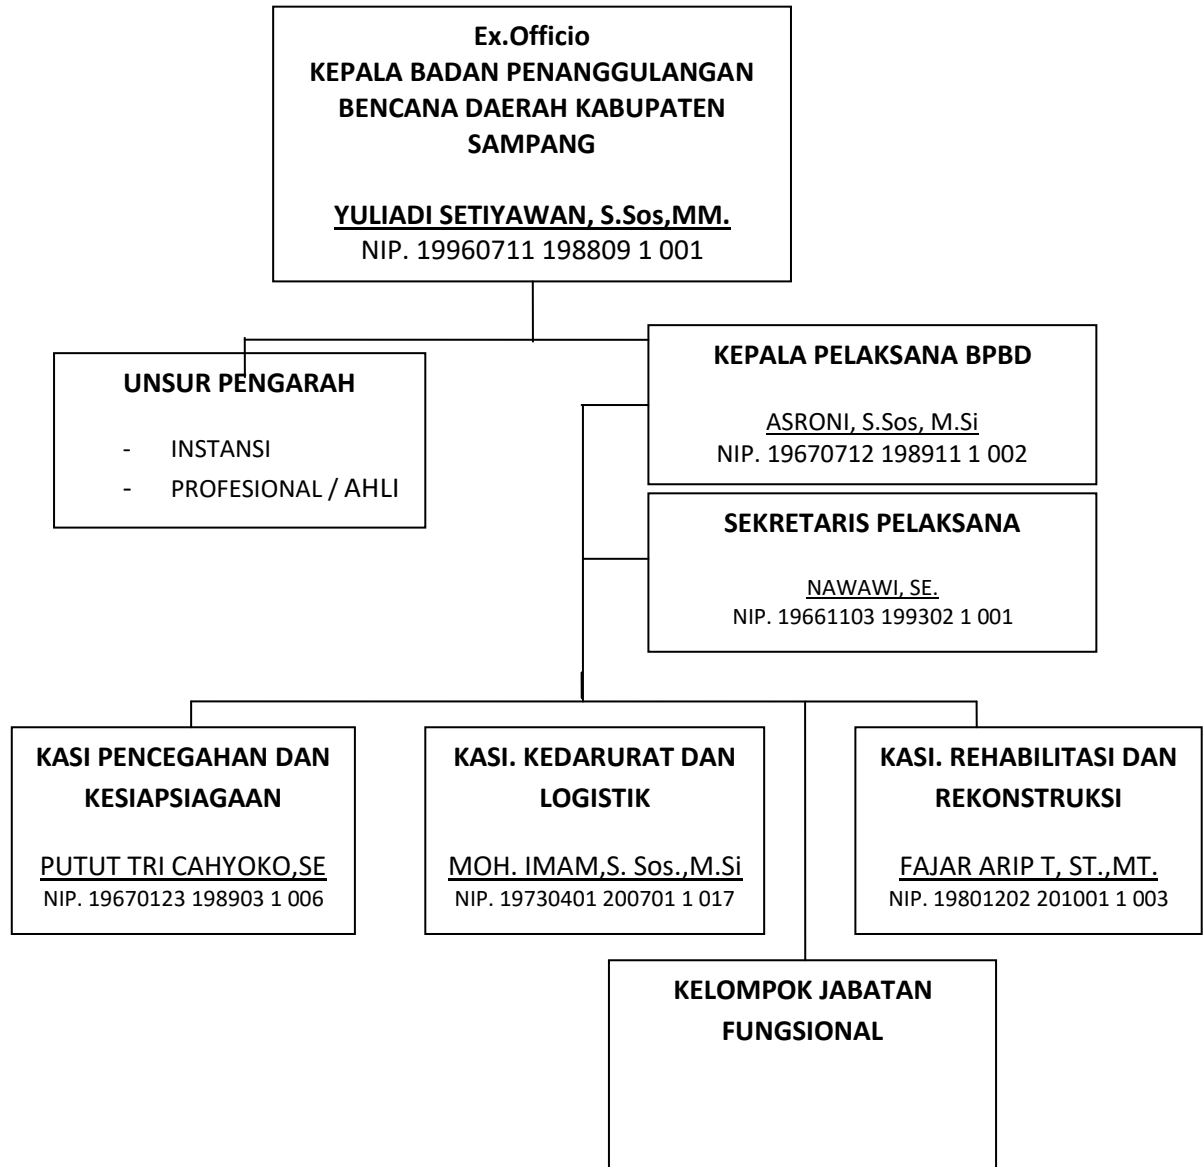 Ex.Officio
KEPALA BADAN PENANGGULANGAN
BENCANA DAERAH KABUPATEN
SAMPANG
YULIADI SETIYAWAN, S.Sos,MM.
NIP. 19960711 198809 1 001
UNSUR PENGARAH
- INSTANSI
- PROFESIONAL / AHLI
KEPALA PELAKSANA BPBD
ASRONI, S.Sos, M.Si
NIP. 19670712 198911 1 002
SEKRETARIS PELAKSANA
NAWAWI, SE.
NIP. 19661103 199302 1 001
KASI PENCEGAHAN DAN
KESIAPSIAGAAN
PUTUT TRI CAHYOKO,SE
NIP. 19670123 198903 1 006
KASI. KEDARURAT DAN
LOGISTIK
MOH. IMAM,S. Sos.,M.Si
NIP. 19730401 200701 1 017
KASI. REHABILITASI DAN
REKONSTRUKSI
FAJAR ARIP T, ST.,MT.
NIP. 19801202 201001 1 003
KELOMPOK JABATAN
FUNGSIONAL